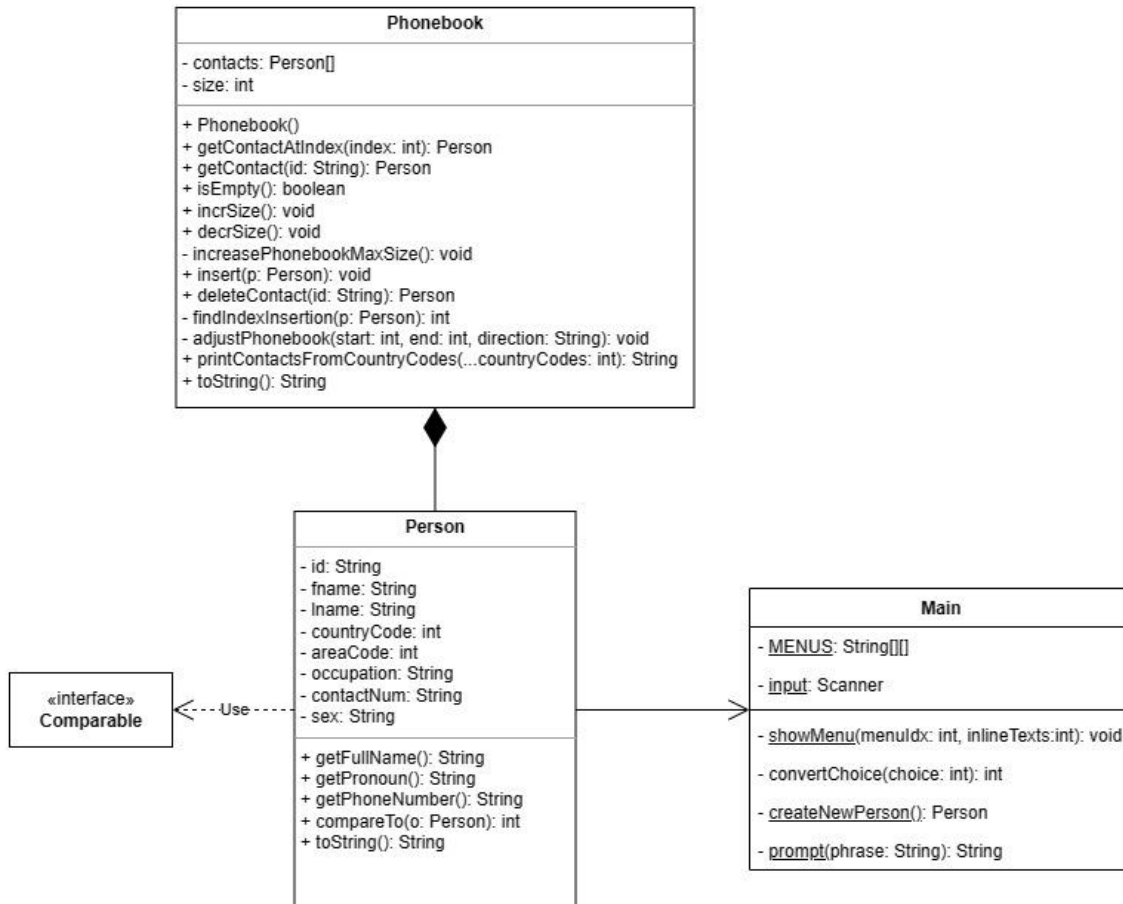 Phonebook
- contacts: Person[]
- size: int
+ Phonebook()
+ getContactAtIndex(index: int): Person
+ getContact(id: String): Person
+ isEmpty(): boolean
+ incrSize(): void
+ decrSize(): void
- increasePhonebookMaxSize(): void
+ insert(p: Person): void
+ deleteContact(id: String): Person
- findIndexInsertion(p: Person): int
- adjustPhonebook(start: int, end: int, direction: String): void
+ printContactsFromCountryCodes(...countryCodes: int): String
+ toString(): String
Person
- id: String
- fname: String
- lname: String
- countryCode: int
- areaCode: int
- occupation: String
- contactNum: String
- sex: String
+ getFullName(): String
+ getPronoun(): String
+ getPhoneNumber(): String
+ compareTo(o: Person): int
+ toString(): String
«interface»
Comparable
Use
Main
- MENUS: String[][]
- input: Scanner
- showMenu(menuIdx: int, inlineTexts:int): void
- convertChoice(choice: int): int
- createNewPerson(): Person
- prompt(phrase: String): String